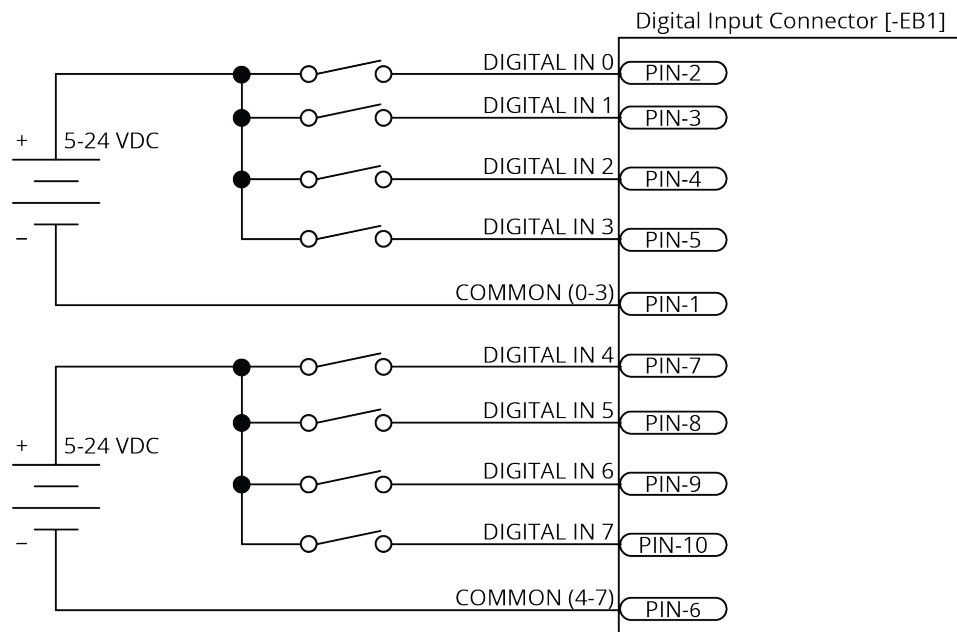 Digital Input Connector [-EB1]
DIGITAL IN 0
PIN-2
DIGITAL IN 1
PIN-3
+
5-24 VDC
DIGITAL IN 2
PIN-4
DIGITAL IN 3
PIN-5
−
COMMON (0-3)
PIN-1
DIGITAL IN 4
PIN-7
DIGITAL IN 5
PIN-8
+
5-24 VDC
DIGITAL IN 6
PIN-9
DIGITAL IN 7
PIN-10
−
COMMON (4-7)
PIN-6